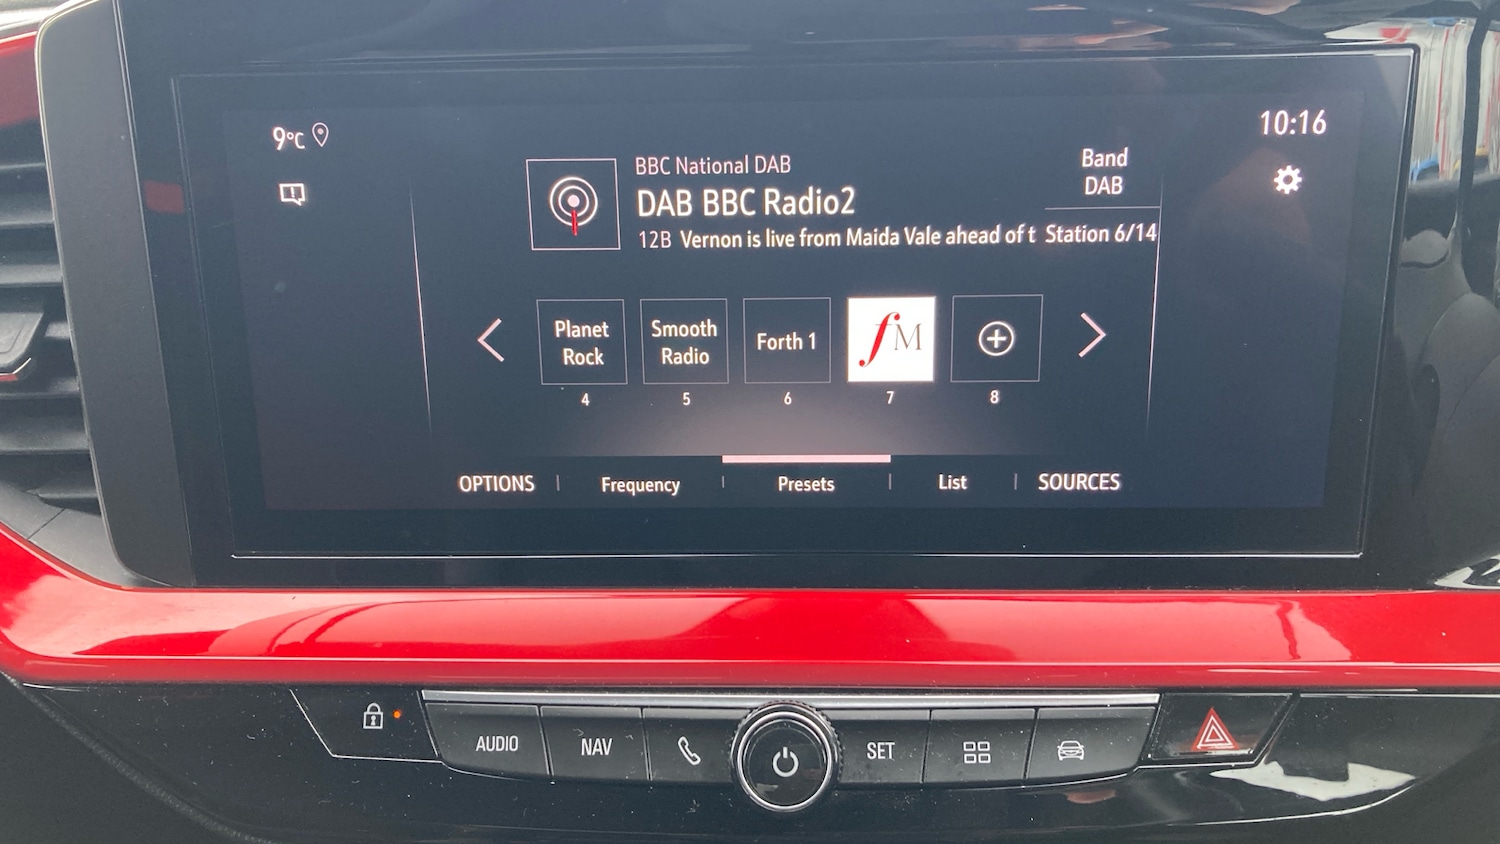 9°C
10:16
BBC National DAB
DAB BBC Radio2
12B Vernon is live from Maida Vale ahead of t
Band
DAB
Station 6/14
Planet
Rock
Smooth
Radio
Forth 1
fM
4
5
6
7
8
OPTIONS
Frequency
Presets
List
SOURCES
AUDIO
NAV
SET